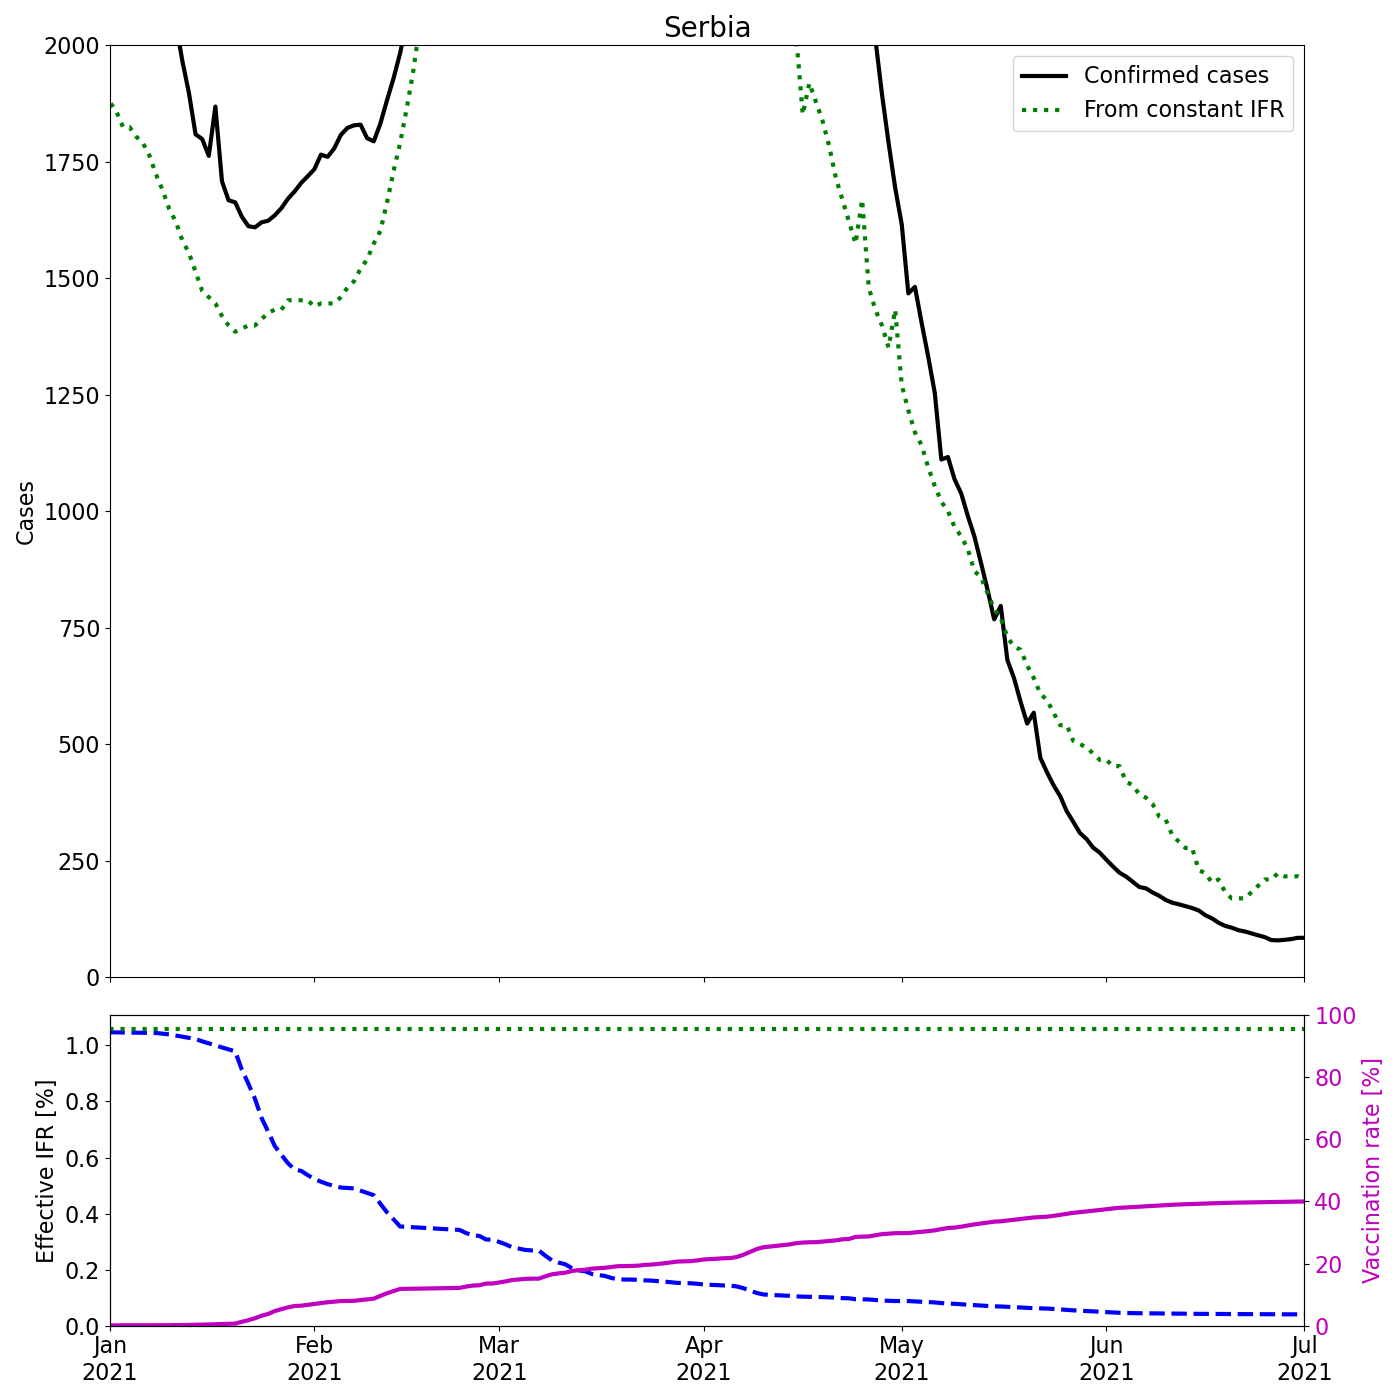 Serbia
2000
1750
1500
1250
1000
750
500
250
0
Cases
Confirmed cases
From constant IFR
1.0
0.8
0.6
0.4
0.2
0.0
Effective IFR [%]
100
80
60
40
20
0
Vaccination rate [%]
Jan Feb Mar Apr May Jun Jul
2021 2021 2021 2021 2021 2021 2021